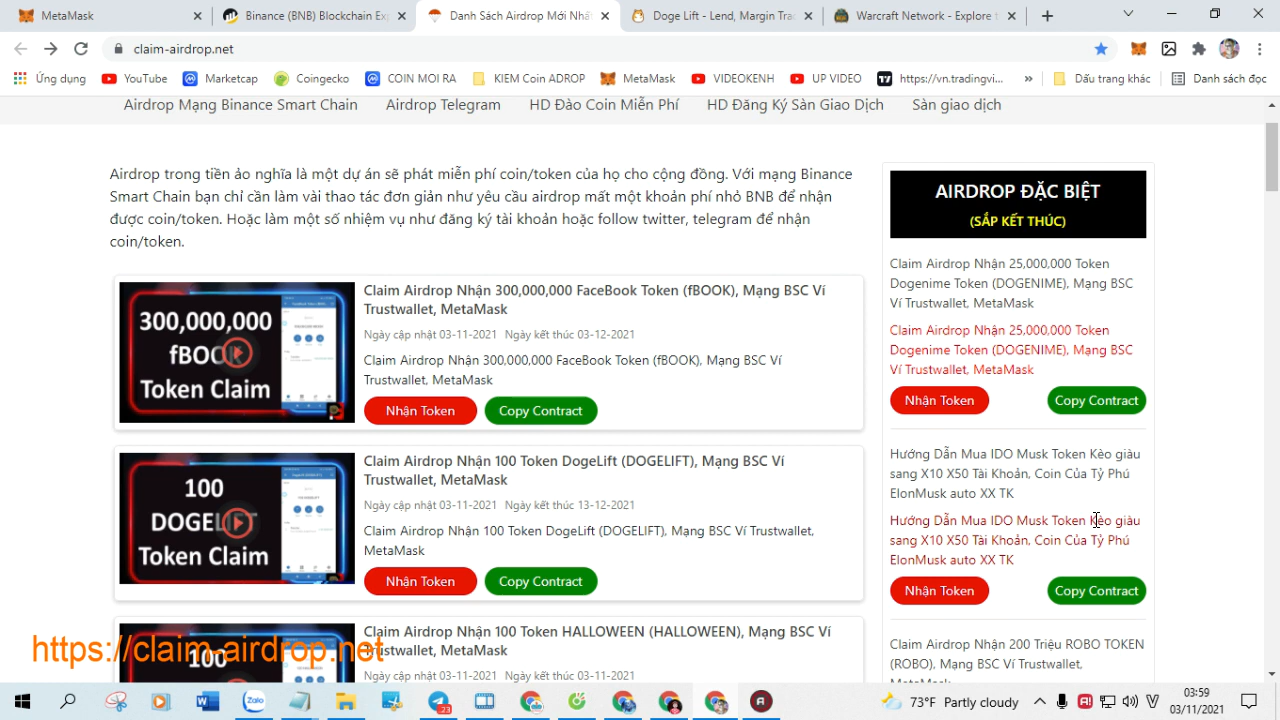 MetaMask
Binance (BNB) Blockchain Exp
Danh Sách Airdrop Mới Nhấ
Doge Lift - Lend, Margin Trad
Warcraft Network - Explore t
claim-airdrop.net
Ứng dụng
YouTube
Marketcap
Coingecko
COIN MOI RA
KIEM Coin ADROP
MetaMask
VIDEOKENH
UP VIDEO
https://vn.tradingvi...
Dấu trang khác
Danh sách đọc
Airdrop Mạng Binance Smart Chain
Airdrop Telegram
HD Đào Coin Miễn Phí
HD Đăng Ký Sàn Giao Dịch
Sàn giao dịch
Airdrop trong tiền ảo nghĩa là một dự án sẽ phát miễn phí coin/token của họ cho cộng đồng. Với mạng Binance
Smart Chain bạn chỉ cần làm vài thao tác đơn giản như yêu cầu airdrop mất một khoản phí nhỏ BNB để nhận
được coin/token. Hoặc làm một số nhiệm vụ như đăng ký tài khoản hoặc follow twitter, telegram để nhận
coin/token.
300,000,000
fBOOK
Token Claim
Claim Airdrop Nhận 300,000,000 FaceBook Token (fBOOK), Mạng BSC Ví
Trustwallet, MetaMask
Ngày cập nhật 03-11-2021 Ngày kết thúc 03-12-2021
Claim Airdrop Nhận 300,000,000 FaceBook Token (fBOOK), Mạng BSC Ví
Trustwallet, MetaMask
Nhận Token
Copy Contract
100
DOGELIFT
Token Claim
Claim Airdrop Nhận 100 Token DogeLift (DOGELIFT), Mạng BSC Ví
Trustwallet, MetaMask
Ngày cập nhật 03-11-2021 Ngày kết thúc 13-12-2021
Claim Airdrop Nhận 100 Token DogeLift (DOGELIFT), Mạng BSC Ví Trustwallet,
MetaMask
Nhận Token
Copy Contract
100
Claim Airdrop Nhận 100 Token HALLOWEEN (HALLOWEEN), Mạng BSC Ví
Trustwallet, MetaMask
Ngày cập nhật 03-11-2021 Ngày kết thúc 03-11-2021
https://claim-airdrop.net
AIRDROP ĐẶC BIỆT
(SẮP KẾT THÚC)
Claim Airdrop Nhận 25,000,000 Token
Dogenime Token (DOGENIME), Mạng BSC
Ví Trustwallet, MetaMask
Claim Airdrop Nhận 25,000,000 Token
Dogenime Token (DOGENIME), Mạng BSC
Ví Trustwallet, MetaMask
Nhận Token
Copy Contract
Hướng Dẫn Mua IDO Musk Token Kèo giàu
sang X10 X50 Tài Khoản, Coin Của Tỷ Phú
ElonMusk auto XX TK
Hướng Dẫn Mua IDO Musk Token Kèo giàu
sang X10 X50 Tài Khoản, Coin Của Tỷ Phú
ElonMusk auto XX TK
Nhận Token
Copy Contract
Claim Airdrop Nhận 200 Triệu ROBO TOKEN
(ROBO), Mạng BSC Ví Trustwallet,
MetaMask
Zalo
23
73°F Partly cloudy
03:59
03/11/2021